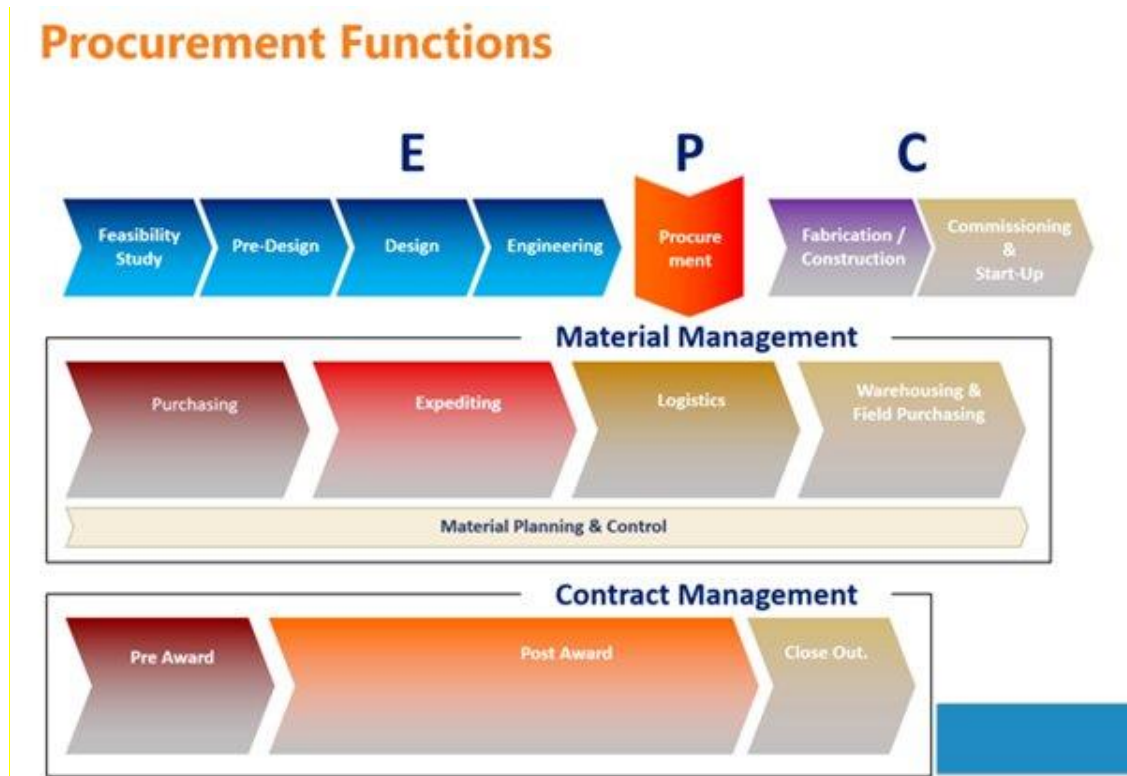 Procurement Functions
E
P
C
Feasibility
Study
Pre-Design
Design
Engineering
Procure
ment
Fabrication /
Construction
Commissioning
&
Start-Up
Material Management
Purchasing
Expediting
Logistics
Warehousing &
Field Purchasing
Material Planning & Control
Contract Management
Pre Award
Post Award
Close Out.